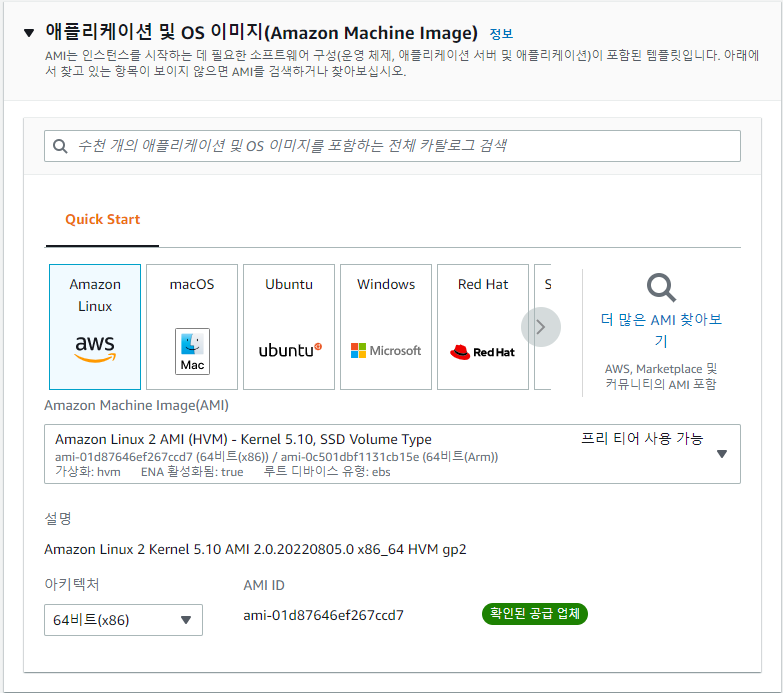 애플리케이션 및 OS 이미지(Amazon Machine Image) 정보
AMI는 인스턴스를 시작하는 데 필요한 소프트웨어 구성(운영 체제, 애플리케이션 서버 및 애플리케이션)이 포함된 템플릿입니다. 아래에
서 찾고 있는 항목이 보이지 않으면 AMI를 검색하거나 찾아보십시오.
수천 개의 애플리케이션 및 OS 이미지를 포함하는 전체 카탈로그 검색
Quick Start
Amazon
Linux
aws
macOS
Mac
Ubuntu
ubuntu
Windows
Microsoft
Red Hat
Red Hat
S
더 많은 AMI 찾아보
기
AWS, Marketplace 및
커뮤니티의 AMI 포함
Amazon Machine Image(AMI)
Amazon Linux 2 AMI (HVM) - Kernel 5.10, SSD Volume Type 프리 티어 사용 가능
ami-01d87646ef267ccd7 (64비트(x86)) / ami-0c501dbf1131cb15e (64비트(Arm))
가상화: hvm ENA 활성화됨: true 루트 디바이스 유형: ebs
설명
Amazon Linux 2 Kernel 5.10 AMI 2.0.20220805.0 x86_64 HVM gp2
아키텍처 AMI ID
64비트(x86) ami-01d87646ef267ccd7 확인된 공급 업체